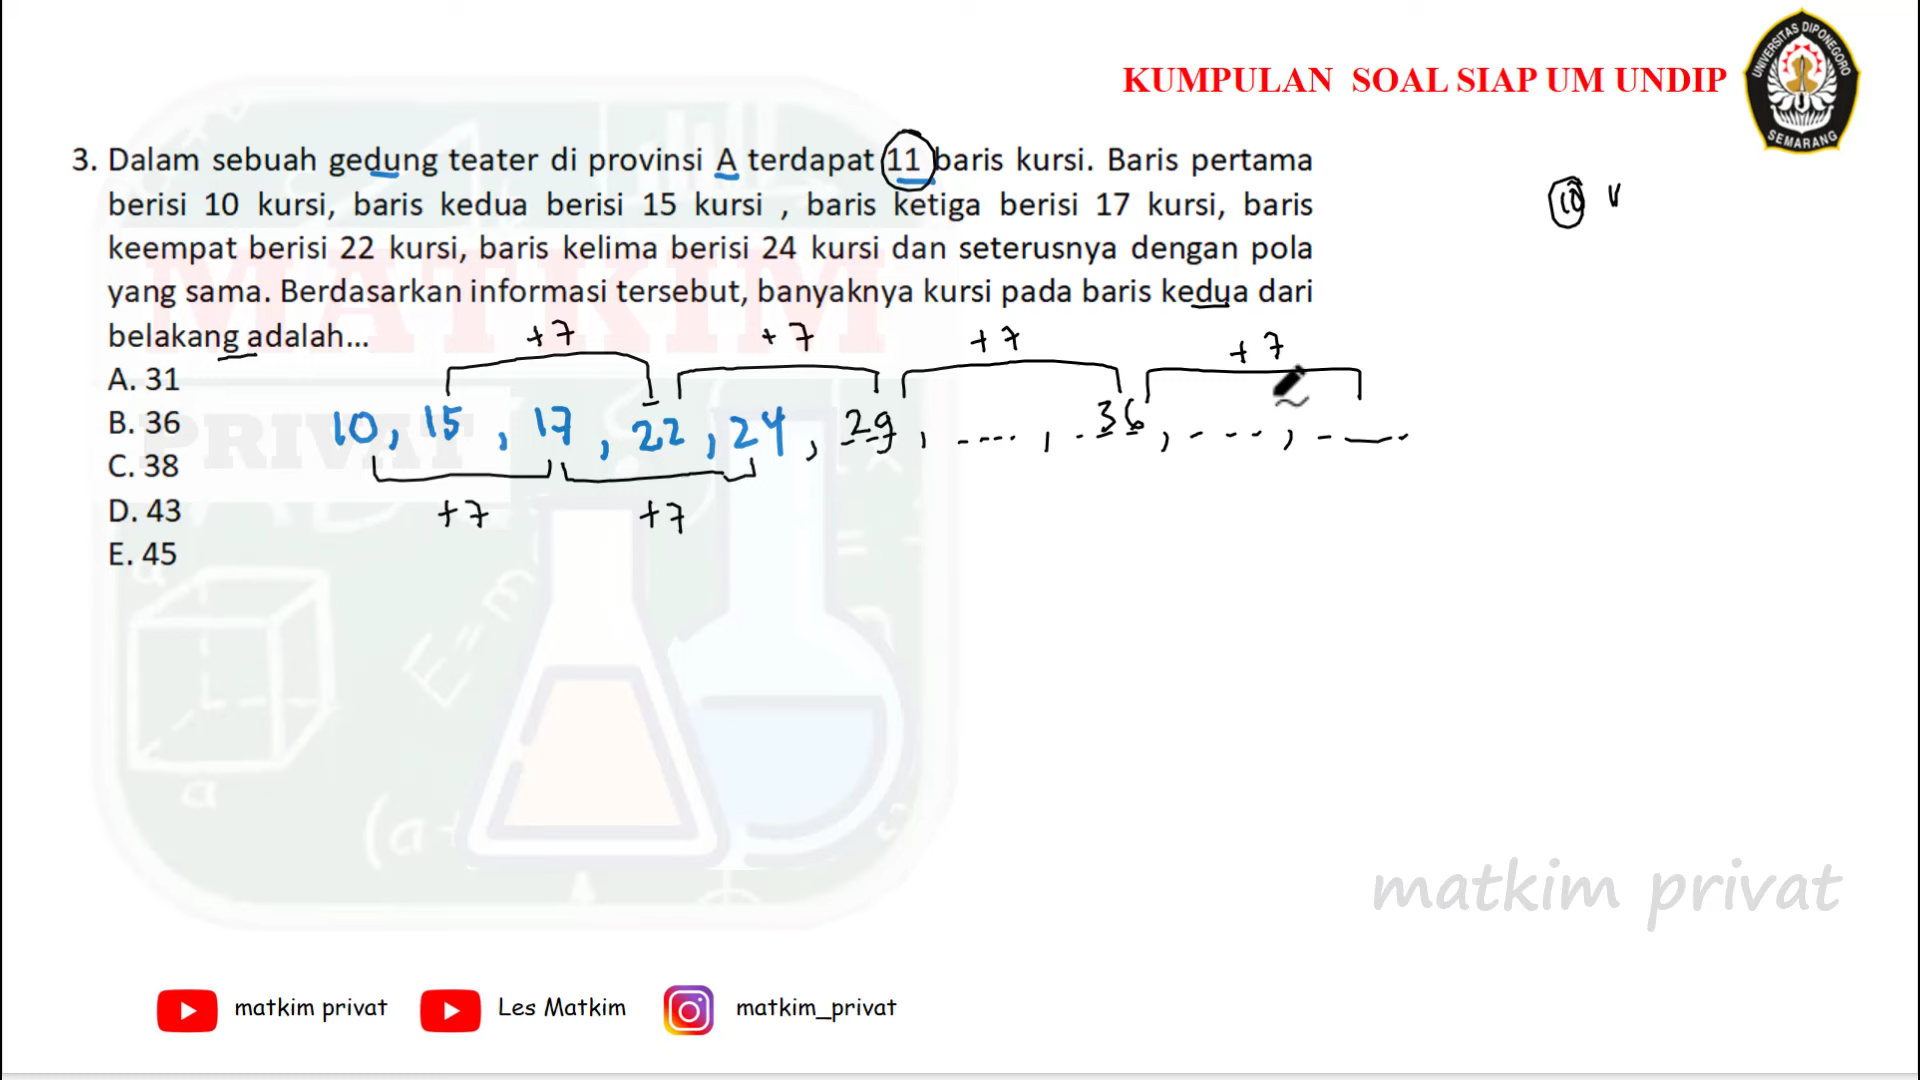 KUMPULAN SOAL SIAP UM UNDIP
UNIVERSITAS DIPONEGORO
SEMARANG
3. Dalam sebuah gedung teater di provinsi A terdapat 11 baris kursi. Baris pertama
berisi 10 kursi, baris kedua berisi 15 kursi , baris ketiga berisi 17 kursi, baris
keempat berisi 22 kursi, baris kelima berisi 24 kursi dan seterusnya dengan pola
yang sama. Berdasarkan informasi tersebut, banyaknya kursi pada baris kedua dari
belakang adalah...
10
+7 +7 +7 +7
A. 31
B. 36
C. 38
D. 43
E. 45
10, 15, 17, 22, 24, 29, ...., 36, ----, -----
+7 +7
MATKIM
PRIVAT
E=m
a
a
(a+
matkim privat
matkim privat Les Matkim matkim_privat